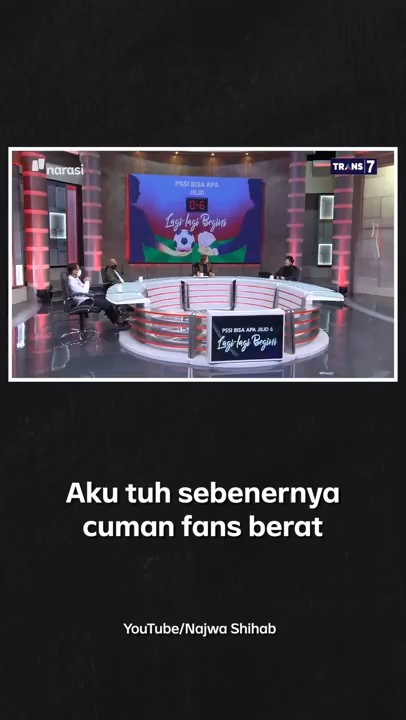 narasi
TRANS 7
PSSI BISA APA
JILID
0-6
Lagi-lagi Begini
PSSI BISA APA JILID 6
Lagi-lagi Begini
Aku tuh sebenernya
cuman fans berat
YouTube/Najwa Shihab